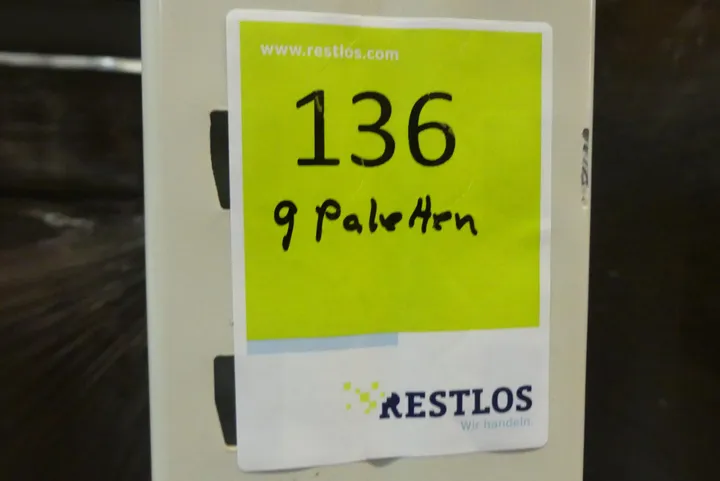 www.restlos.com
136
9 Paletten
RESTLOS
Wir handeln.